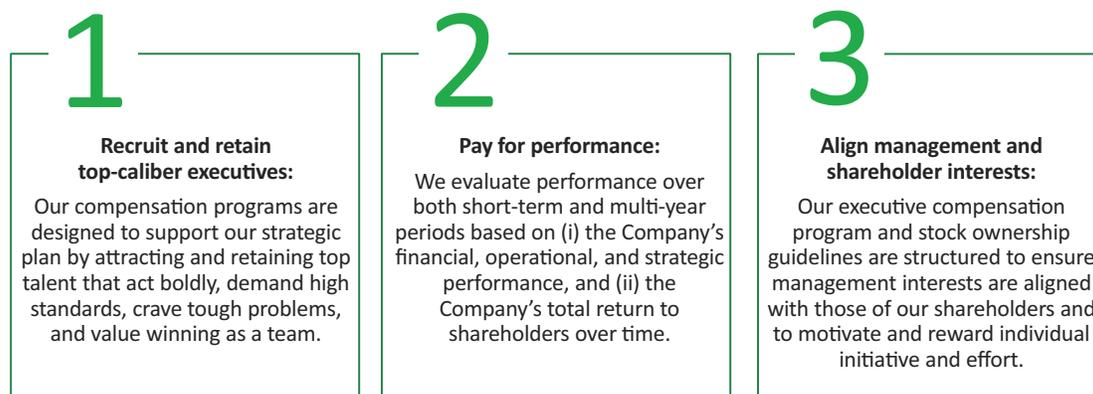 1
Recruit and retain
top-caliber executives:
Our compensation programs are
designed to support our strategic
plan by attracting and retaining top
talent that act boldly, demand high
standards, crave tough problems,
and value winning as a team.
2
Pay for performance:
We evaluate performance over
both short-term and multi-year
periods based on (i) the Company’s
financial, operational, and strategic
performance, and (ii) the
Company’s total return to
shareholders over time.
3
Align management and
shareholder interests:
Our executive compensation
program and stock ownership
guidelines are structured to ensure
management interests are aligned
with those of our shareholders and
to motivate and reward individual
initiative and effort.